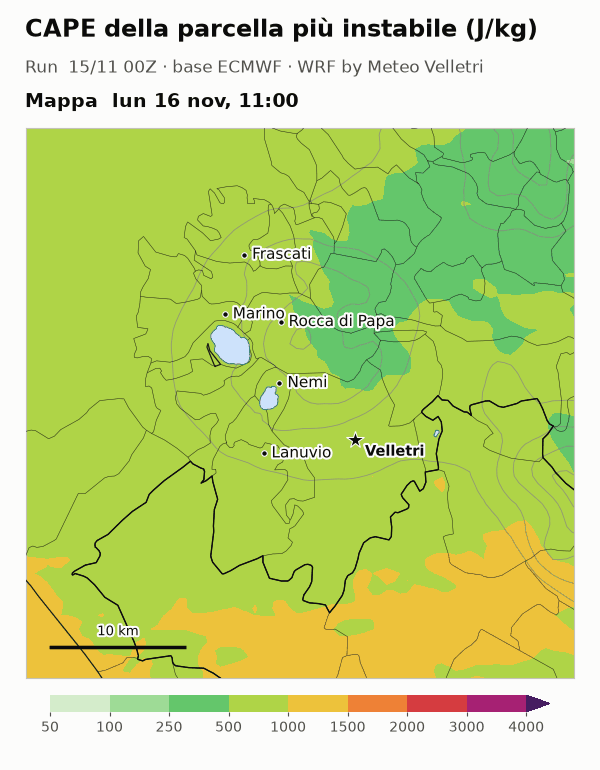 CAPE della parcella più instabile (J/kg)
Run  15/11 00Z · base ECMWF · WRF by Meteo Velletri
Mappa  lun 16 nov, 11:00
Frascati
Marino
Rocca di Papa
Nemi
Velletri
Lanuvio
10 km
50 100 250 500 1000 1500 2000 3000 4000